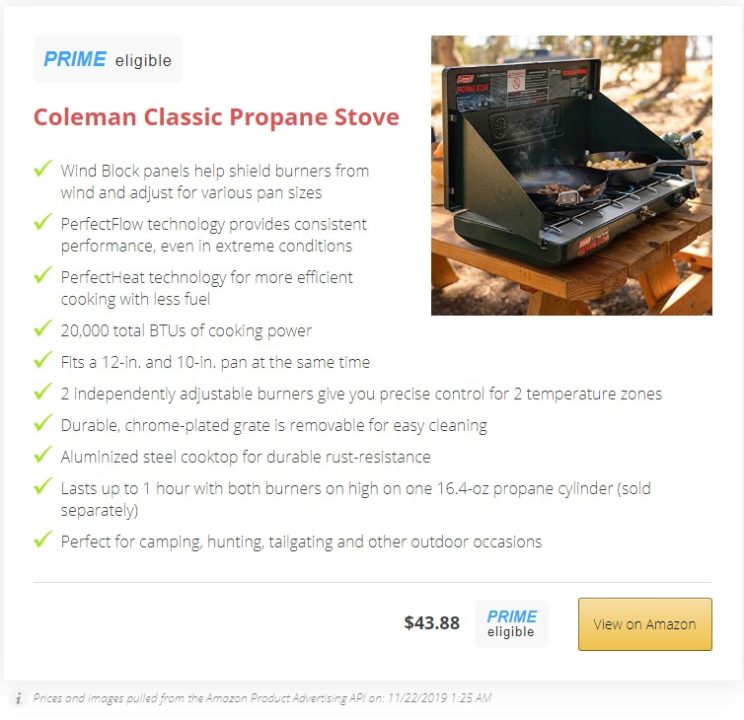 PRIME eligible
Coleman Classic Propane Stove
Wind Block panels help shield burners from
wind and adjust for various pan sizes
PerfectFlow technology provides consistent
performance, even in extreme conditions
PerfectHeat technology for more efficient
cooking with less fuel
20,000 total BTUs of cooking power
Fits a 12-in. and 10-in. pan at the same time
2 independently adjustable burners give you precise control for 2 temperature zones
Durable, chrome-plated grate is removable for easy cleaning
Aluminized steel cooktop for durable rust-resistance
Lasts up to 1 hour with both burners on high on one 16.4-oz propane cylinder (sold
separately)
Perfect for camping, hunting, tailgating and other outdoor occasions
$43.88
PRIME
eligible
View on Amazon
i Prices and images pulled from the Amazon Product Advertising API on: 11/22/2019 1:25 AM